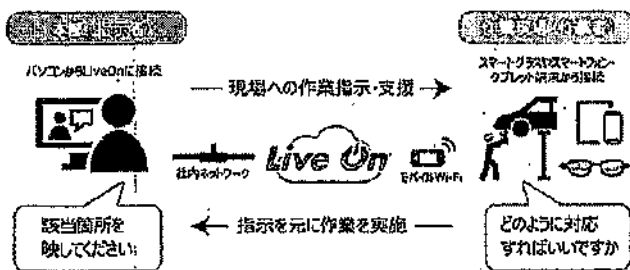 パソコンからLiveOnに接続
スマートグラスやスマートフォン・
タブレット端末から接続
現場への作業指示・支援
社内ネットワーク
Live On
モバイルWi-Fi
指示を元に作業を実施
該当箇所を
映してください
どのように対応
すればいいですか